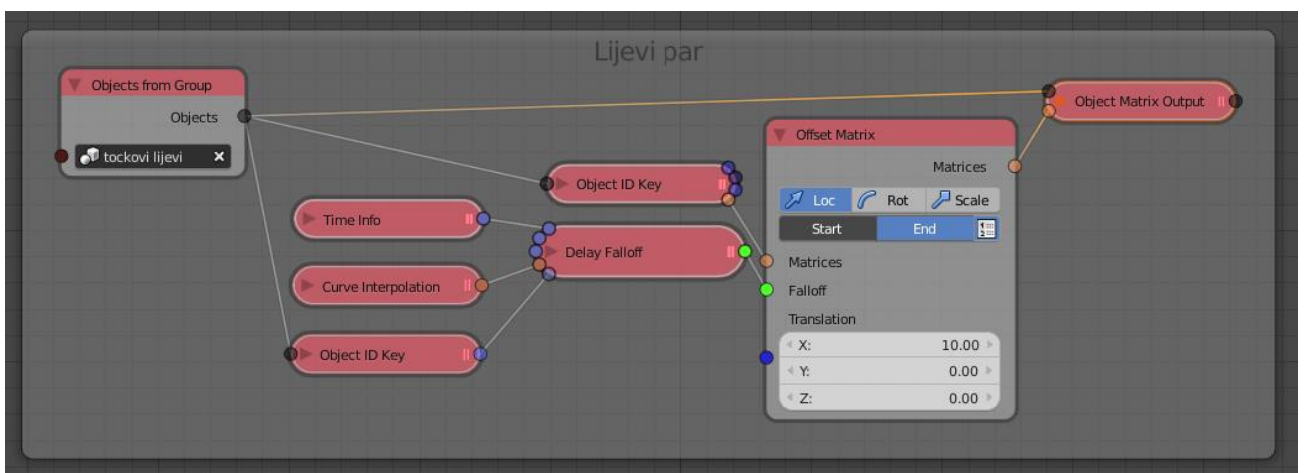 Lijevi par
Objects from Group
Objects
tockovi lijevi
Object ID Key
Time Info
Delay Falloff
Curve Interpolation
Object ID Key
Offset Matrix
Matrices
Loc Rot Scale
Start End
Matrices
Falloff
Translation
X: 10.00
Y: 0.00
Z: 0.00
Object Matrix Output